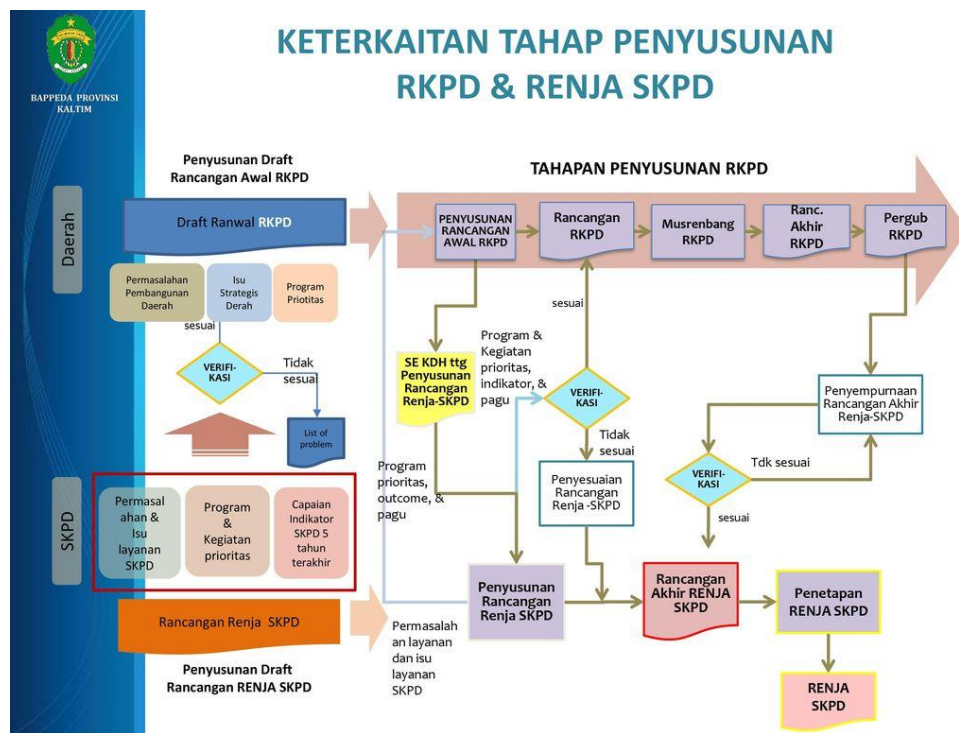 KETERKAITAN TAHAP PENYUSUNAN
RKPD & RENJA SKPD
BAPPEDA PROVINSI
KALTIM
Penyusunan Draft
Rancangan Awal RKPD
TAHAPAN PENYUSUNAN RKPD
Daerah
Draft Ranwal RKPD
PENYUSUNAN
RANCANGAN
AWAL RKPD
Rancangan
RKPD
Musrenbang
RKPD
Ranc.
Akhir
RKPD
Pergub
RKPD
Permasalahan
Pembangunan
Daerah
Isu
Strategis
Derah
Program
Priotitas
sesuai
VERIFI-
KASI
Tidak
sesuai
List of
problem
SE KDH ttg
Penyusunan
Rancangan
Renja-SKPD
Program &
Kegiatan
prioritas,
indikator, &
pagu
sesuai
VERIFI-
KASI
Tidak
sesuai
Penyesuaian
Rancangan
Renja -SKPD
Penyempurnaan
Rancangan Akhir
Renja-SKPD
VERIFI-
KASI
Tdk sesuai
sesuai
Program
prioritas,
outcome, &
pagu
SKPD
Permasal
ahan &
Isu
layanan
SKPD
Program
&
Kegiatan
prioritas
Capaian
Indikator
SKPD 5
tahun
terakhir
Penyusunan
Rancangan
Renja SKPD
Rancangan
Akhir RENJA
SKPD
Penetapan
RENJA SKPD
Rancangan Renja SKPD
Permasalah
an layanan
dan isu
layanan
SKPD
Penyusunan Draft
Rancangan RENJA SKPD
RENJA
SKPD